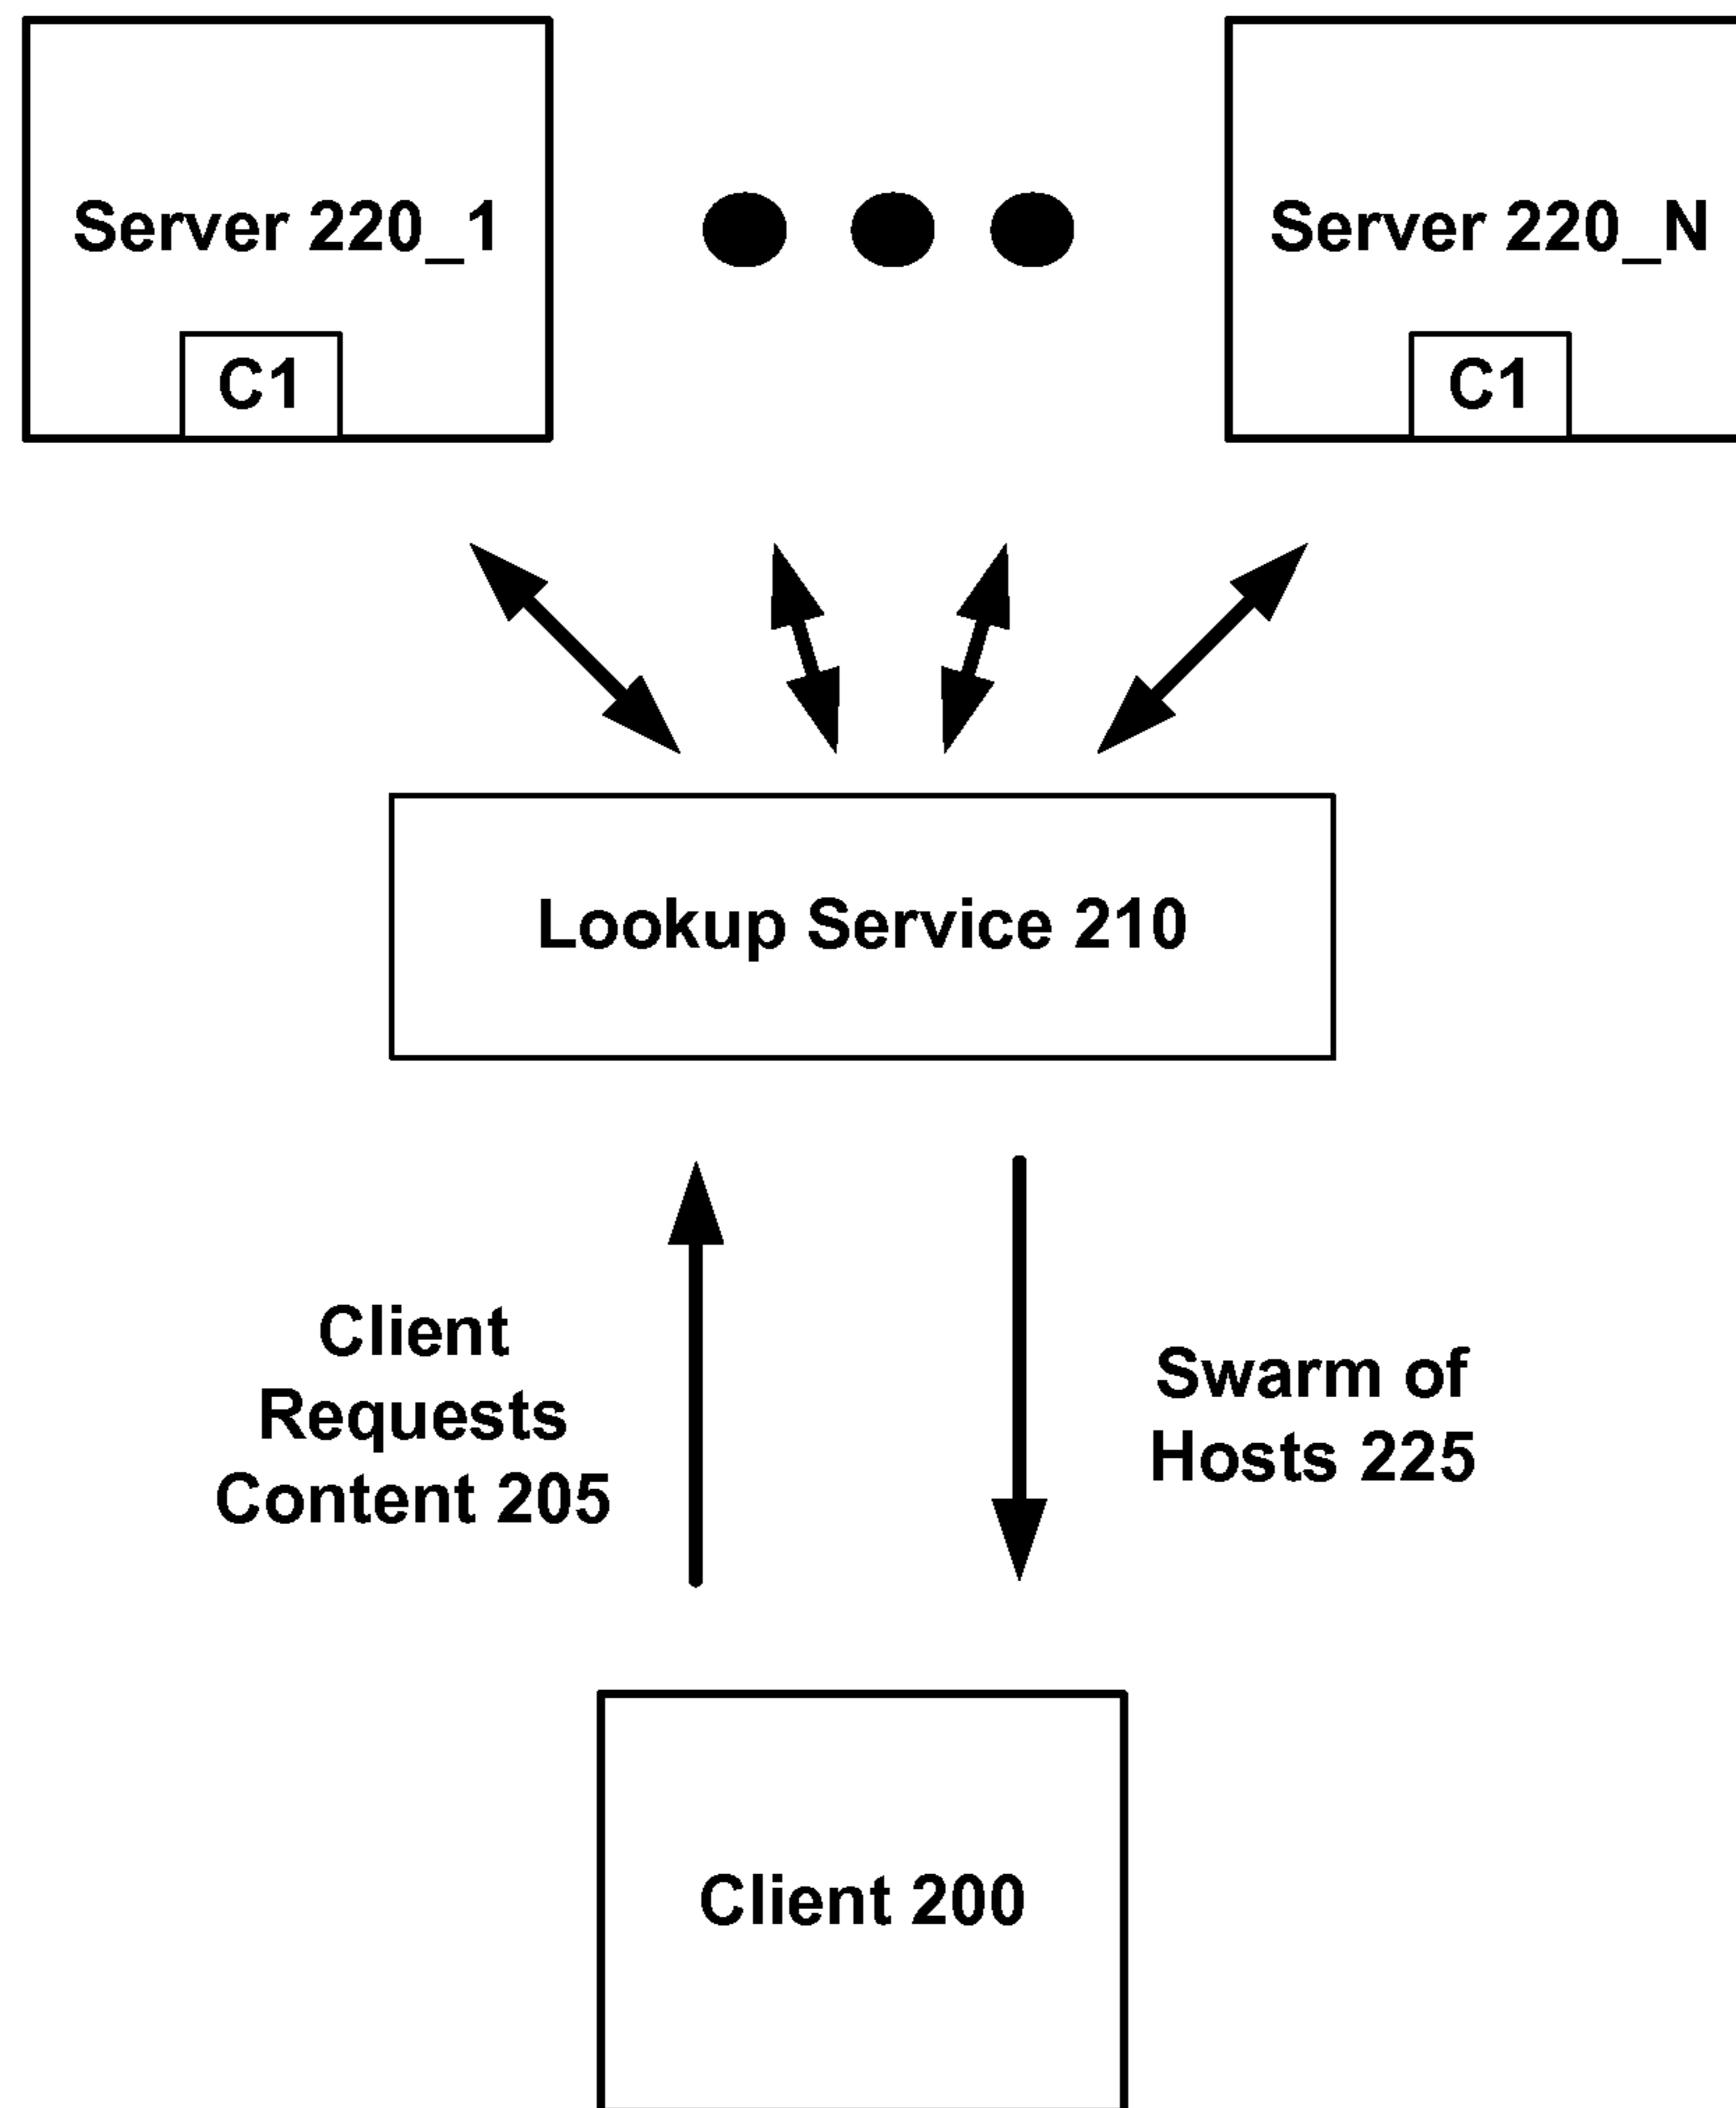 Server 220_1
Server 220_N
C1
C1
Lookup Service 210
Client
Requests
Content 205
Swarm of
Hosts 225
Client 200